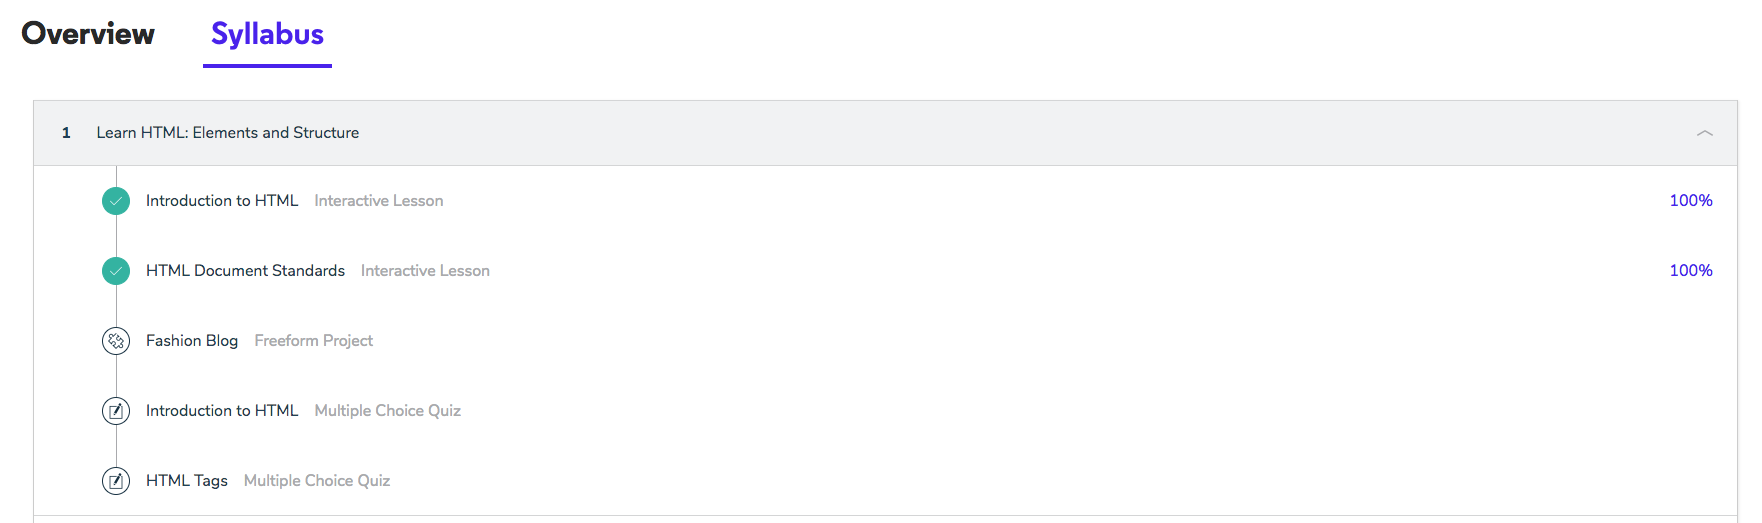 Overview Syllabus
1 Learn HTML: Elements and Structure
Introduction to HTML Interactive Lesson 100%
HTML Document Standards Interactive Lesson 100%
Fashion Blog Freeform Project
Introduction to HTML Multiple Choice Quiz
HTML Tags Multiple Choice Quiz